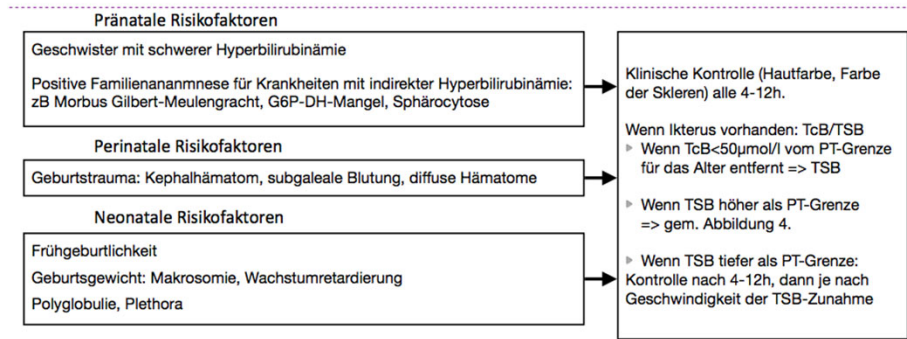 Pränatale Risikofaktoren
Geschwister mit schwerer Hyperbilirubinämie
Positive Familienananmnese für Krankheiten mit indirekter Hyperbilirubinämie:
zB Morbus Gilbert-Meulengracht, G6P-DH-Mangel, Sphärocytose
Perinatale Risikofaktoren
Geburtstrauma: Kephalhämatom, subgaleale Blutung, diffuse Hämatome
Neonatale Risikofaktoren
Frühgeburtlichkeit
Geburtsgewicht: Makrosomie, Wachstumretardierung
Polyglobulie, Plethora
Klinische Kontrolle (Hautfarbe, Farbe
der Skleren) alle 4-12h.
Wenn Ikterus vorhanden: TcB/TSB
Wenn TcB<50µmol/l vom PT-Grenze
für das Alter entfernt => TSB
Wenn TSB höher als PT-Grenze
=> gem. Abbildung 4.
Wenn TSB tiefer als PT-Grenze:
Kontrolle nach 4-12h, dann je nach
Geschwindigkeit der TSB-Zunahme